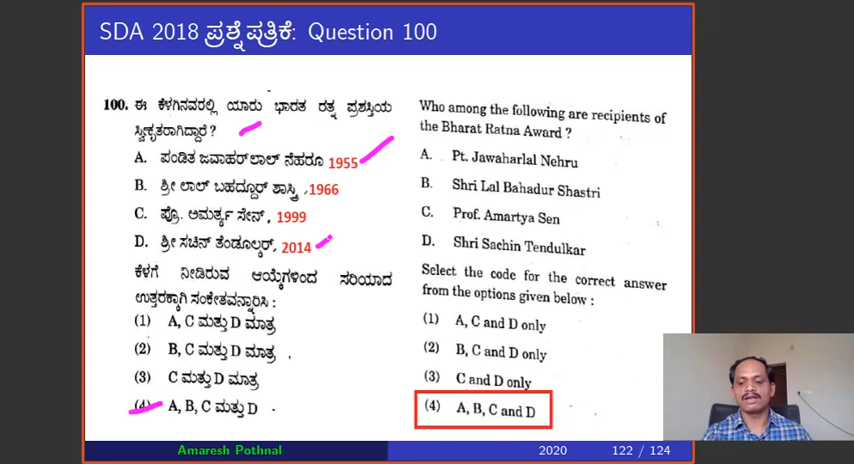 SDA 2018 ಪ್ರಶ್ನೆಪತ್ರಿಕೆ: Question 100
100. ಈ ಕೆಳಗಿನವರಲ್ಲಿ ಯಾರು ಭಾರತ ರತ್ನ ಪ್ರಶಸ್ತಿಯ
ಸ್ವೀಕೃತರಾಗಿದ್ದಾರೆ ?
A. ಪಂಡಿತ ಜವಾಹರ್‌ಲಾಲ್ ನೆಹರೂ 1955
B. ಶ್ರೀ ಲಾಲ್ ಬಹದ್ದೂರ್ ಶಾಸ್ತ್ರಿ 1966
C. ಪ್ರೊ. ಅಮರ್ತ್ಯ ಸೇನ್. 1999
D. ಶ್ರೀ ಸಚಿನ್ ತೆಂಡೂಲ್ಕರ್. 2014
ಕೆಳಗೆ ನೀಡಿರುವ ಆಯ್ಕೆಗಳಿಂದ ಸರಿಯಾದ
ಉತ್ತರಕ್ಕಾಗಿ ಸಂಕೇತವನ್ನಾರಿಸಿ :
(1) A, C ಮತ್ತು D ಮಾತ್ರ
(2) B, C ಮತ್ತು D ಮಾತ್ರ
(3) C ಮತ್ತು D ಮಾತ್ರ
(4) A, B, C ಮತ್ತು D
Who among the following are recipients of
the Bharat Ratna Award ?
A. Pt. Jawaharlal Nehru
B. Shri Lal Bahadur Shastri
C. Prof. Amartya Sen
D. Shri Sachin Tendulkar
Select the code for the correct answer
from the options given below :
(1) A, C and D only
(2) B, C and D only
(3) C and D only
(4) A, B, C and D
Amaresh Pothnal 2020 122 / 124